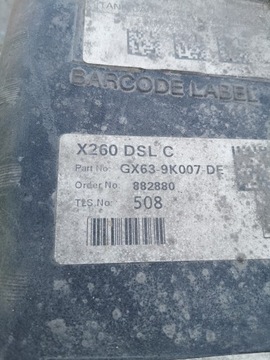 BARCODE LABEL
X260 DSL C
Part No: GX63-9K007-DE
Order No: 882880
TLS.No: 508